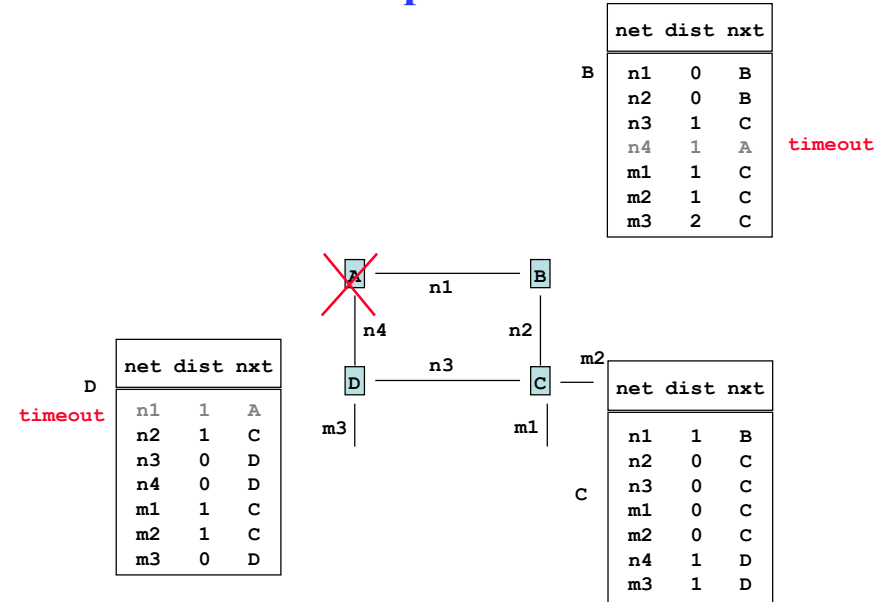 p
net dist nxt
B
n1 0 B
n2 0 B
n3 1 C
n4 1 A
timeout
m1 1 C
m2 1 C
m3 2 C
A
n1
B
n4
n2
D
n3
C
m2
m3
m1
net dist nxt
D
timeout
n1 1 A
n2 1 C
n3 0 D
n4 0 D
m1 1 C
m2 1 C
m3 0 D
net dist nxt
C
n1 1 B
n2 0 C
n3 0 C
m1 0 C
m2 0 C
n4 1 D
m3 1 D